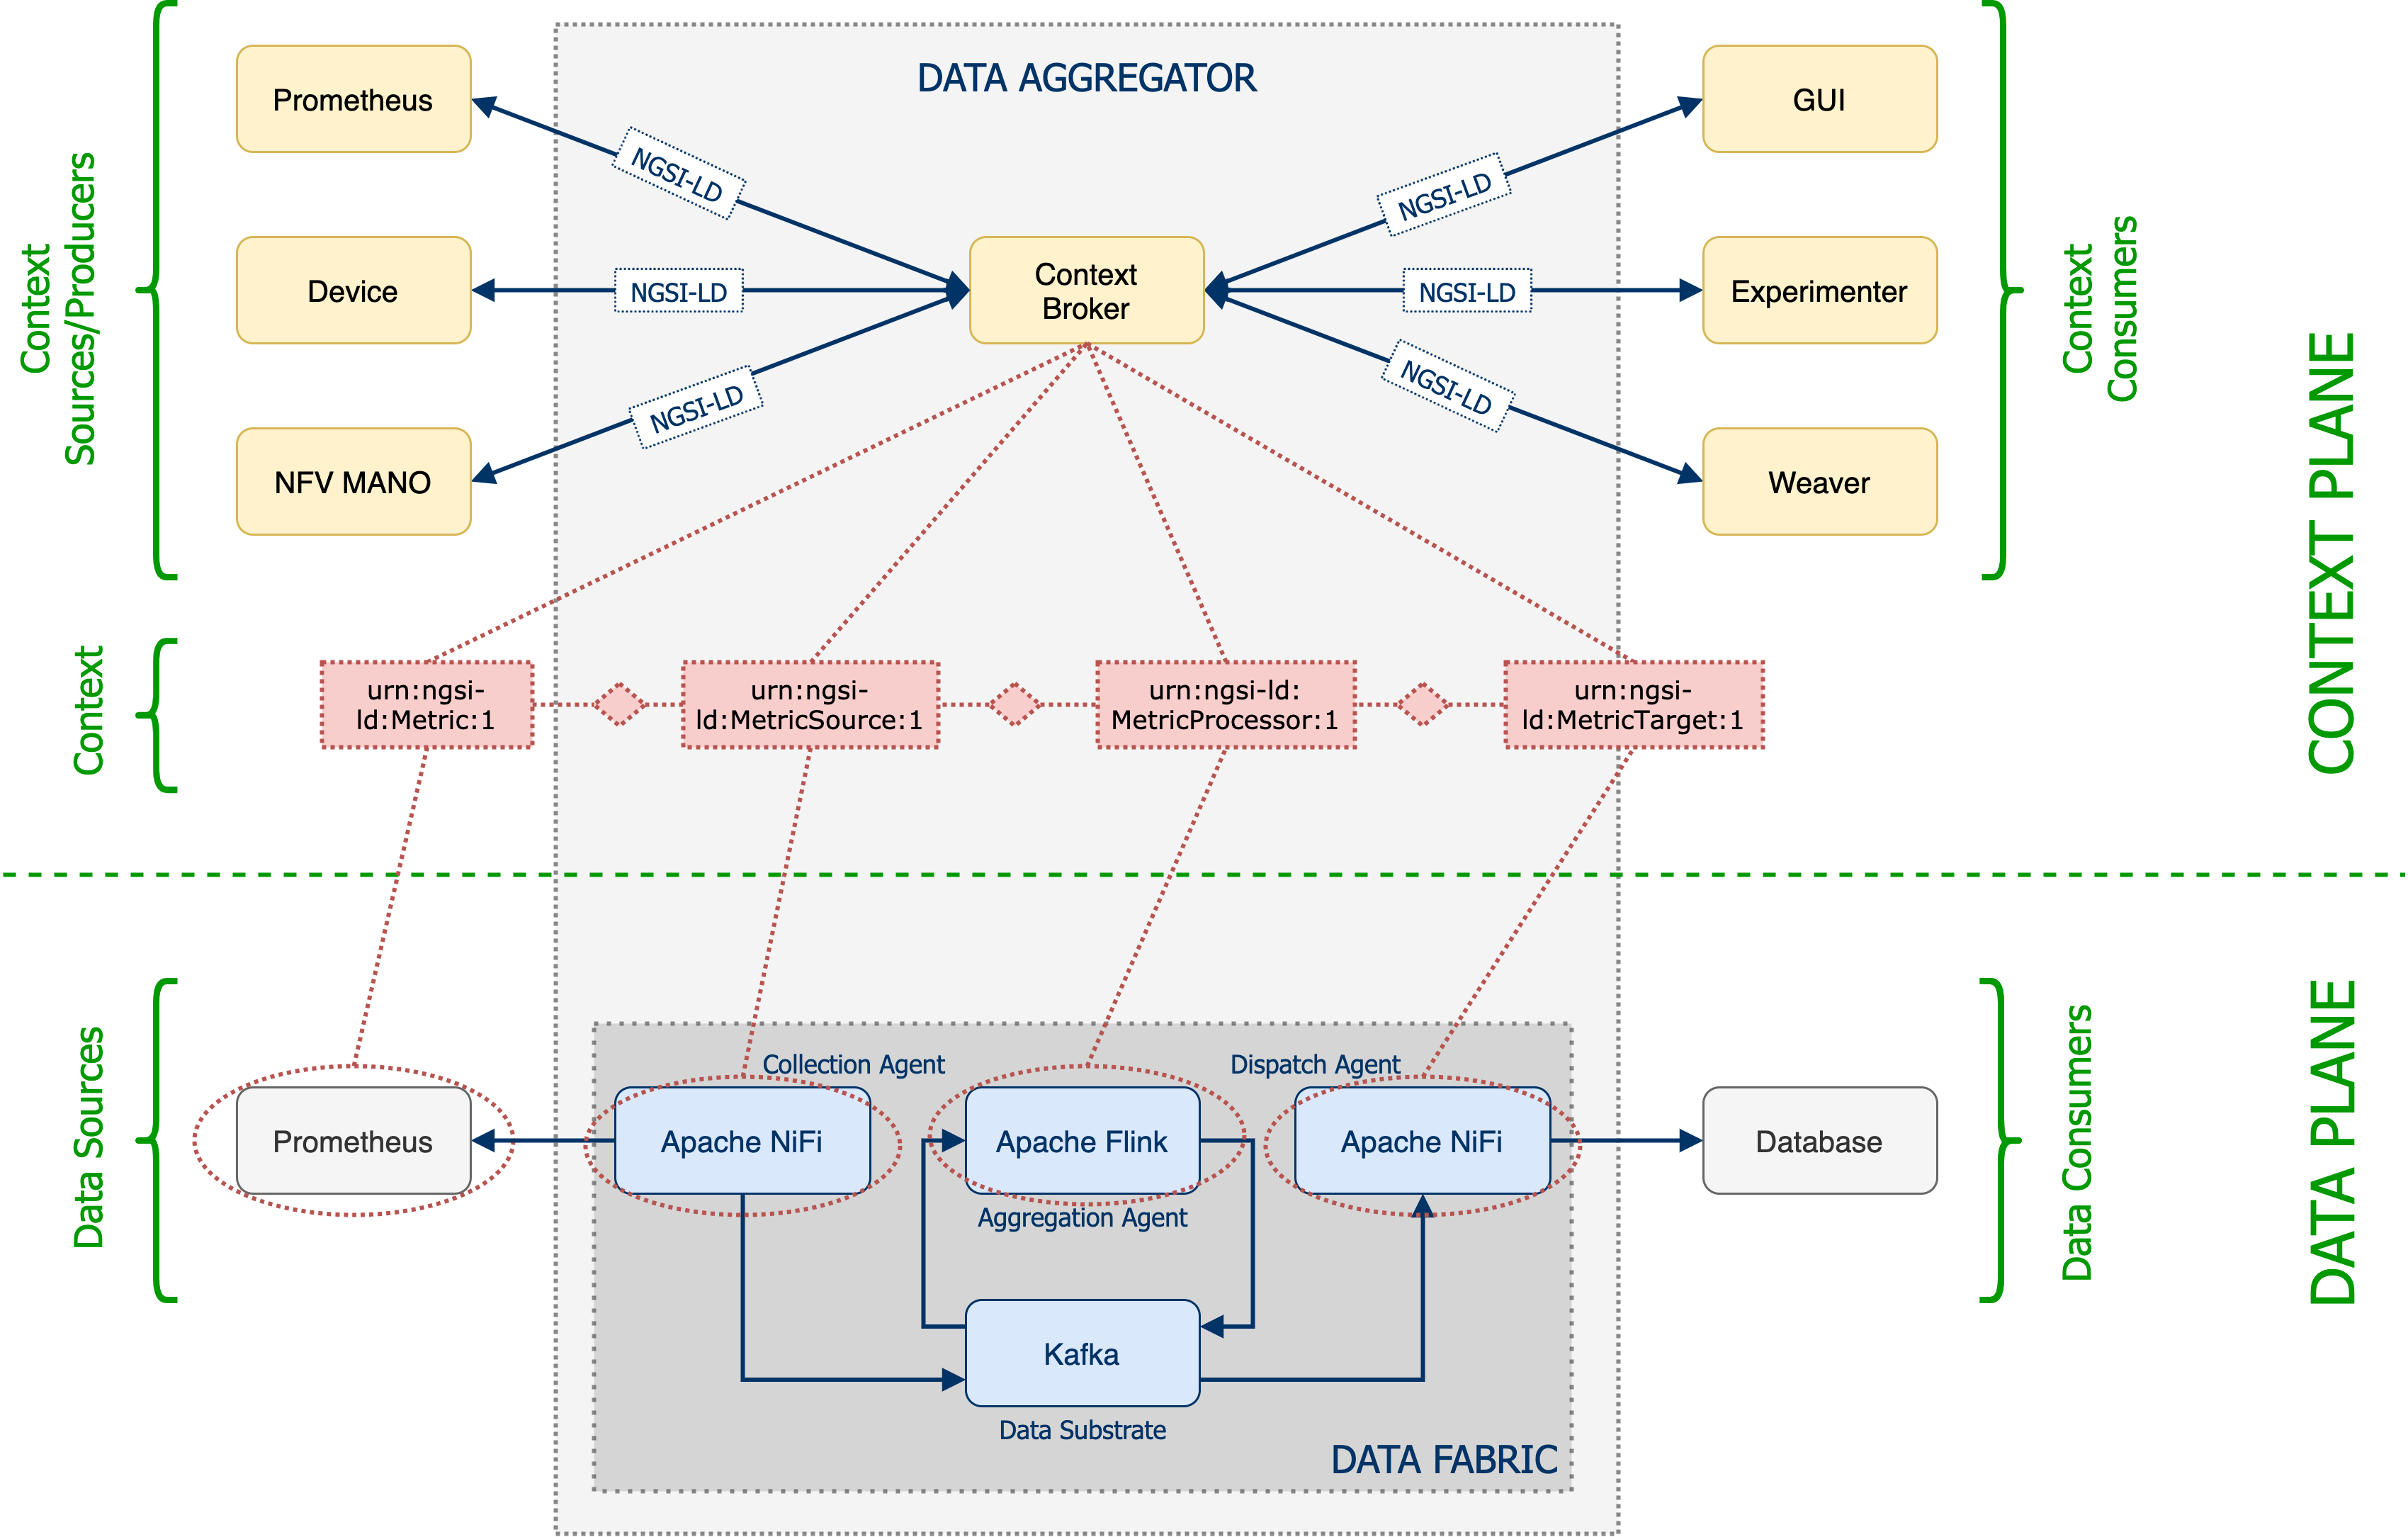 DATA AGGREGATOR
Prometheus
GUI
NGSI-LD
NGSI-LD
Context
Sources/Producers
Device
NGSI-LD
Context
Broker
NGSI-LD
Experimenter
Context
Consumers
NGSI-LD
NGSI-LD
NFV MANO
Weaver
CONTEXT PLANE
Context
urn:ngsi-
ld:Metric:1
urn:ngsi-
ld:MetricSource:1
urn:ngsi-ld:
MetricProcessor:1
urn:ngsi-
ld:MetricTarget:1
Data Sources
Collection Agent
Dispatch Agent
Prometheus
Apache NiFi
Apache Flink
Apache NiFi
Database
Data Consumers
DATA PLANE
Aggregation Agent
Kafka
Data Substrate
DATA FABRIC